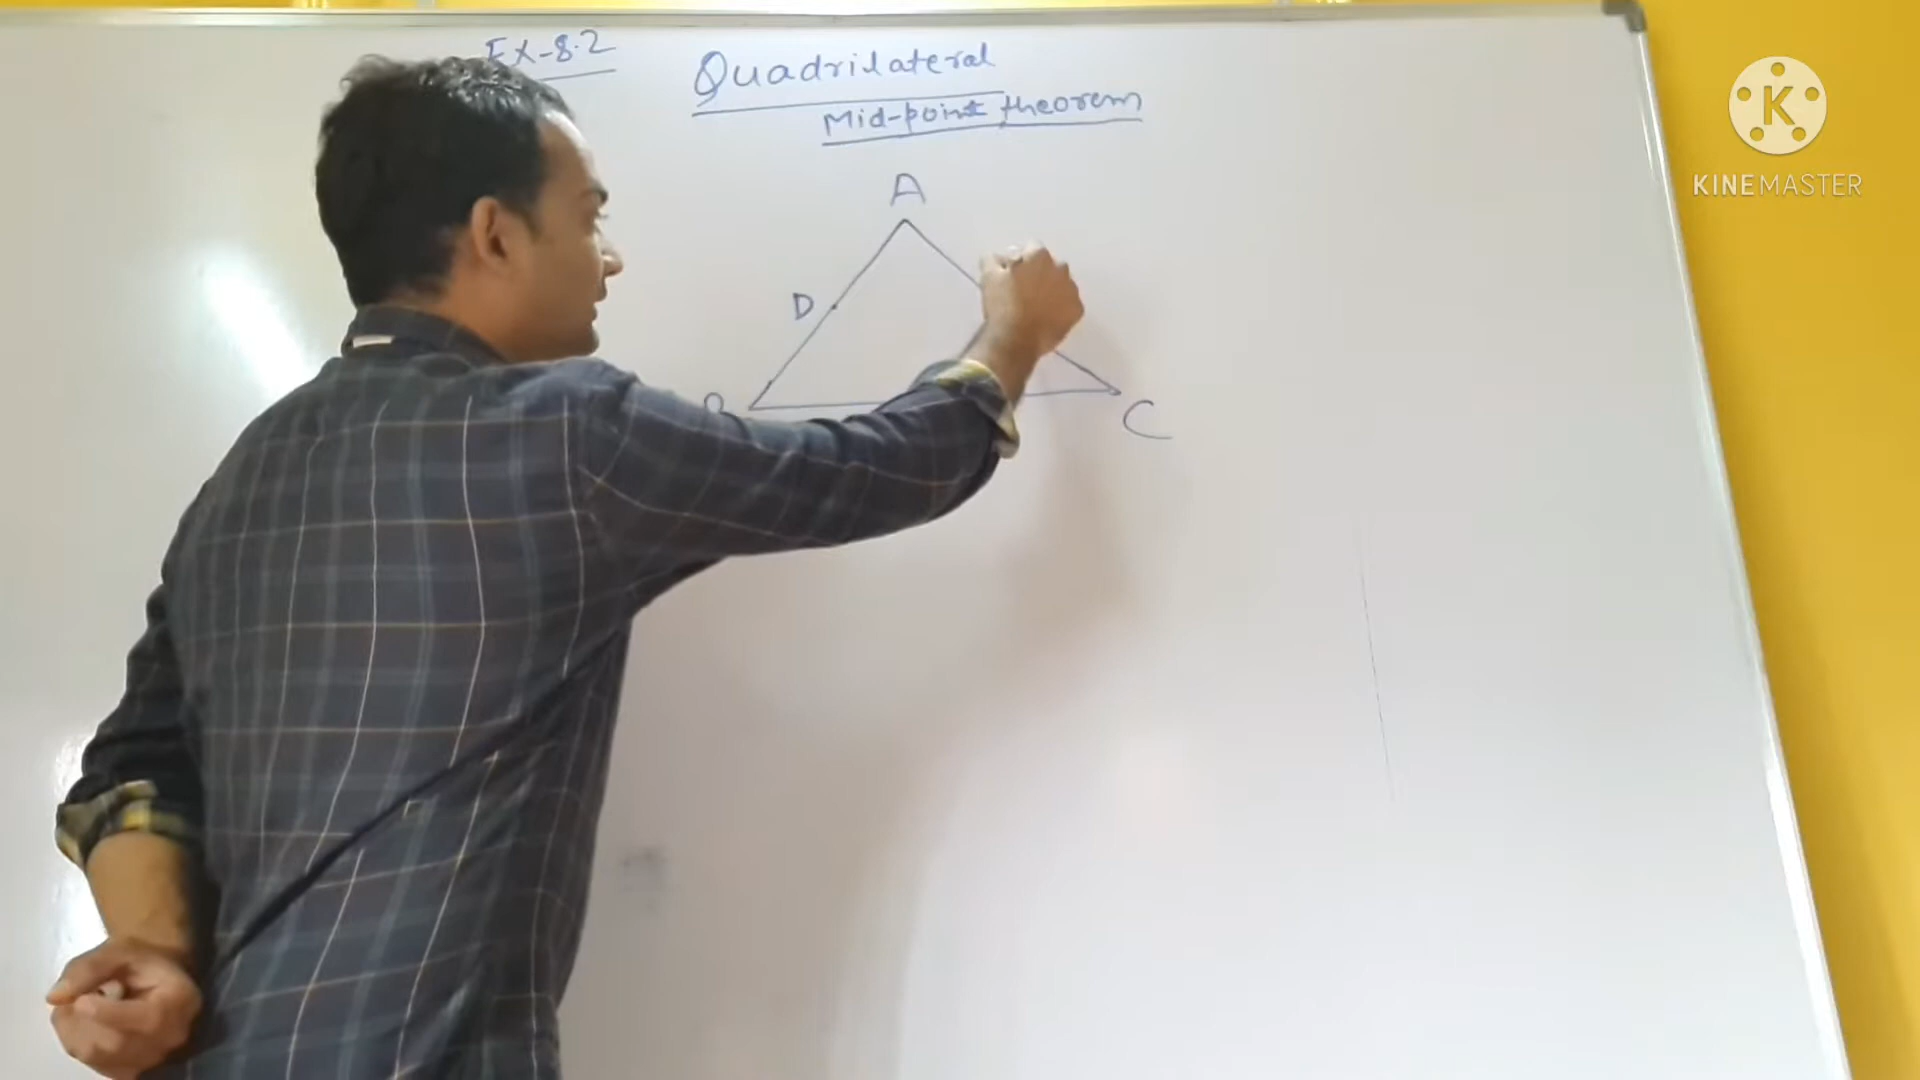 EX-8.2
Quadrilateral
Mid-point theorem
A
D
B
C
K
KINEMASTER